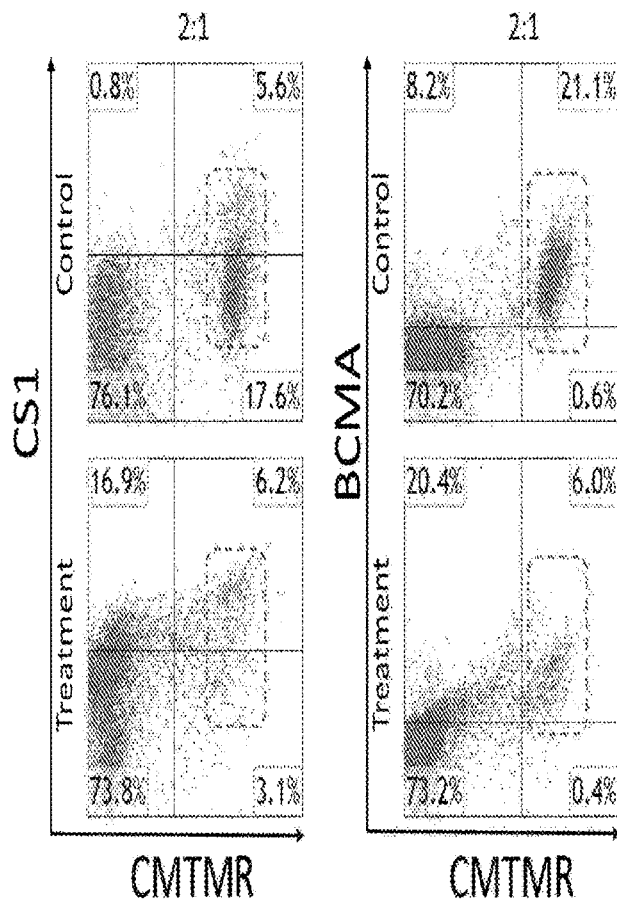 2:1
2:1
0.8%
5.6%
8.2%
21.1%
Control
Control
76.1%
17.6%
70.2%
0.6%
CS1
BCMA
16.9%
6.2%
20.4%
6.0%
Treatment
Treatment
73.8%
3.1%
73.2%
0.4%
CMTMR
CMTMR